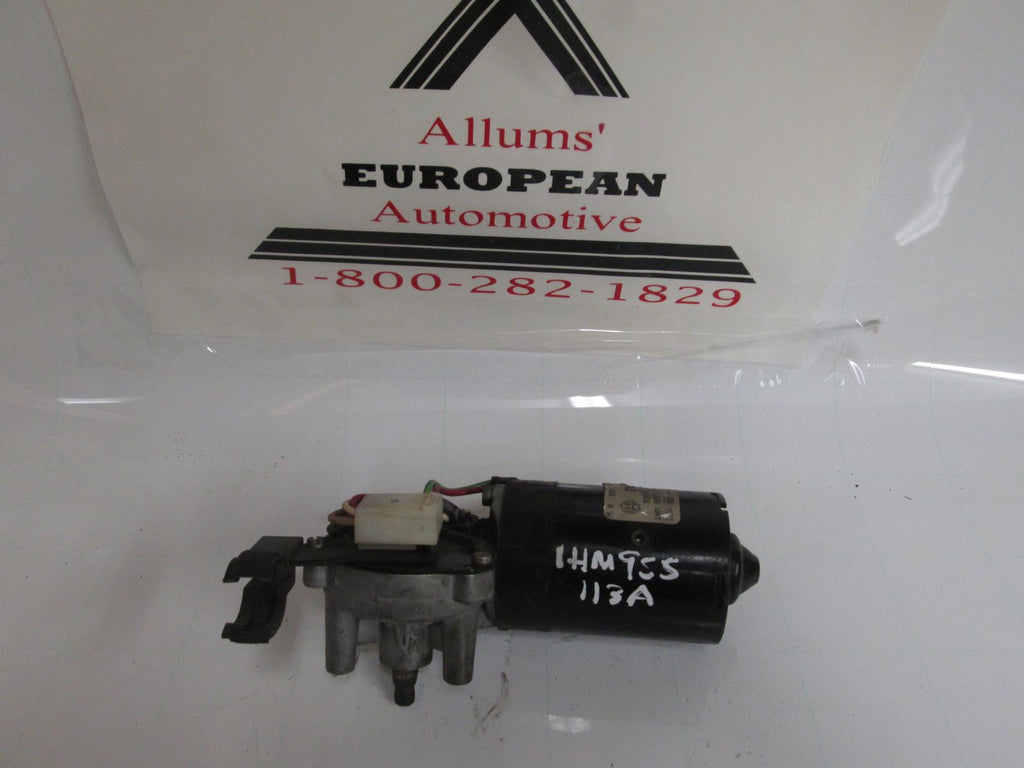 Allums'
EUROPEAN
Automotive
1-800-282-1829
1HM955
113A